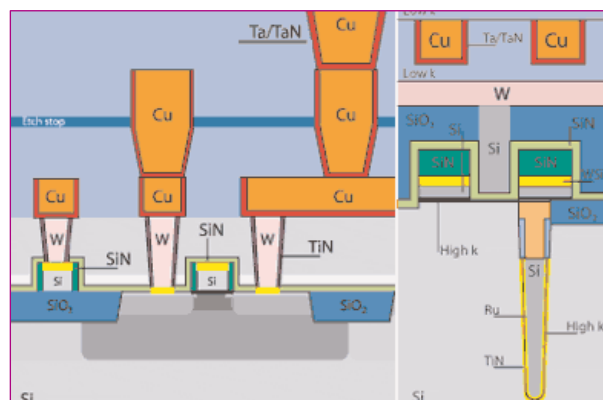 Ta/TaN
Cu
Cu
Cu
Etch stop
Cu
Cu
Cu
W
W
W
SiN
TiN
SiN
Si
Si
SiO₂
SiO₂
Si
Low k
Cu
Ta/TaN
Cu
Low k
W
SiO₂
Si
SiN
Si
SiN
SiN
SiO₂
High k
Si
Ru
High k
TiN
Si